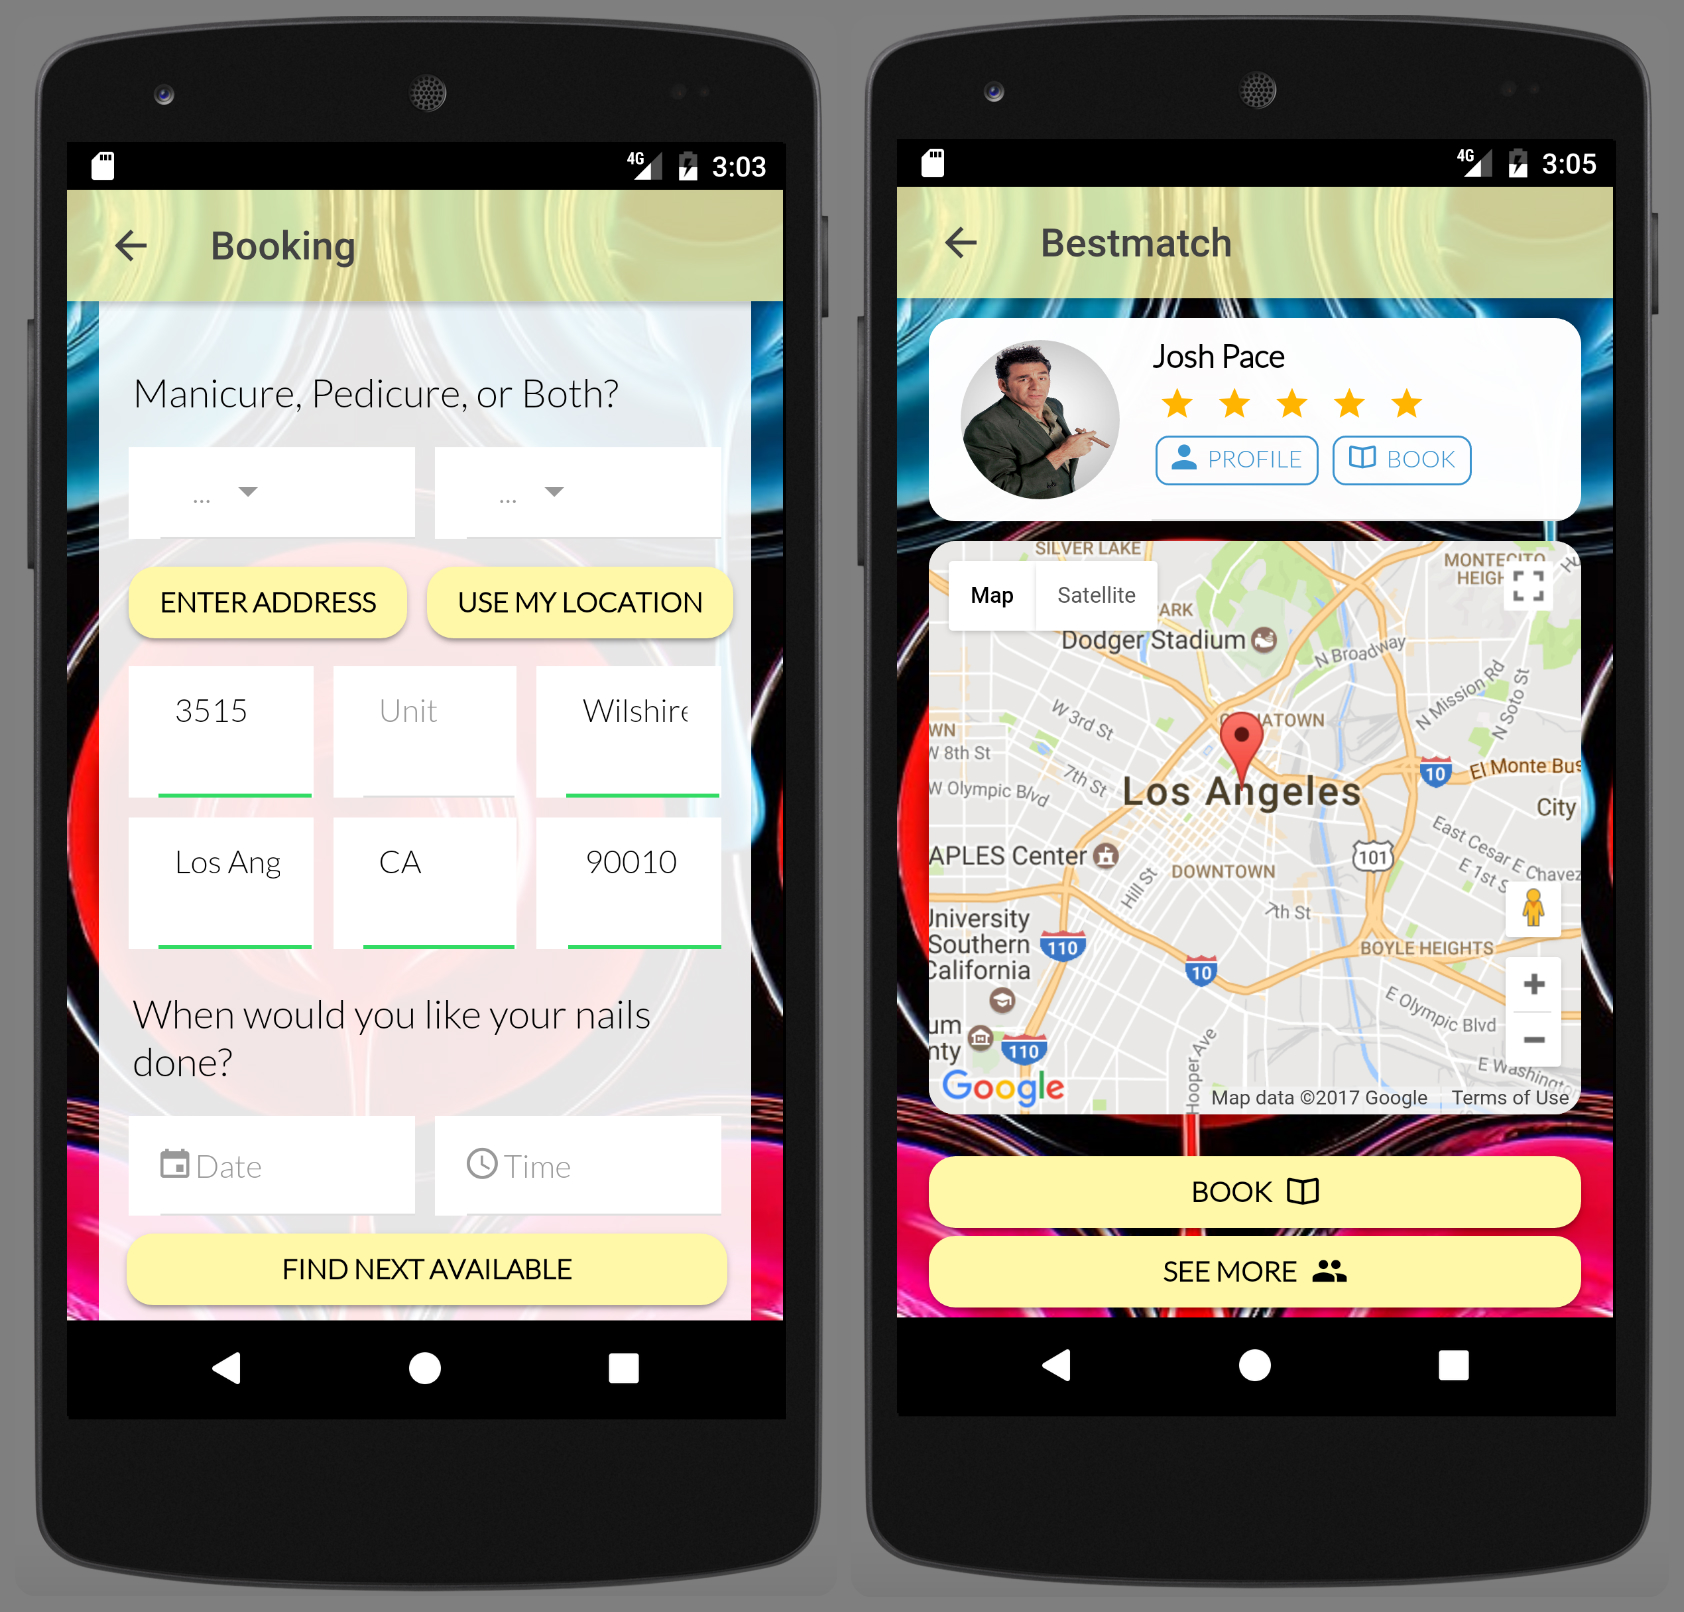 4G 3:03
Booking
Manicure, Pedicure, or Both?
... ...
ENTER ADDRESS USE MY LOCATION
3515 Unit Wilshire
Los Ang CA 90010
When would you like your nails
done?
Date Time
FIND NEXT AVAILABLE
4G 3:05
Bestmatch
Josh Pace
PROFILE BOOK
SILVER LAKE
MONTECITO
HEIGH
Map Satellite
PARK
Dodger Stadium
N Broadway
N Mission Rd
N Soto St
W 3rd St
CHINATOWN
WN
W 8th St
7th St
10
El Monte Bus
W Olympic Blvd
Los Angeles
City
East Cesar E Chavez
E 1st S
101
APLES Center
DOWNTOWN
Hill St
7th St
University
Southern
California
110
10
BOYLE HEIGHTS
E Olympic Blvd
um
nty
110
Hooper Ave
E Washington
Google
Map data ©2017 Google Terms of Use
BOOK
SEE MORE